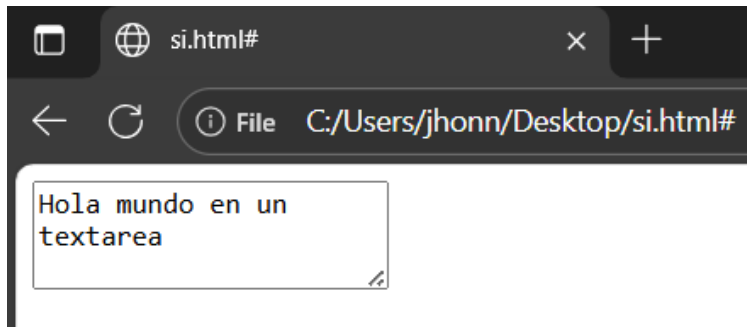 si.html#
File C:/Users/jhonn/Desktop/si.html#
Hola mundo en un
textarea